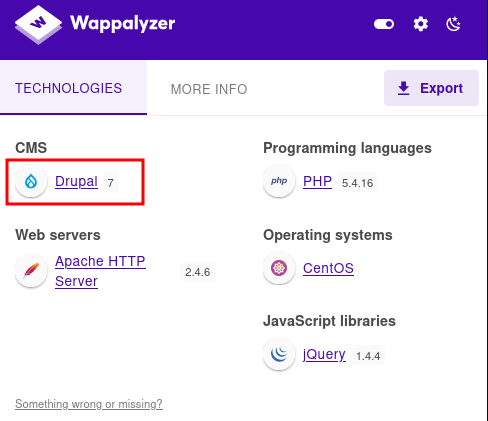 Wappalyzer
TECHNOLOGIES
MORE INFO
Export
CMS
Drupal 7
Web servers
Apache HTTP
Server
2.4.6
Programming languages
php PHP 5.4.16
Operating systems
CentOS
JavaScript libraries
jQuery 1.4.4
Something wrong or missing?